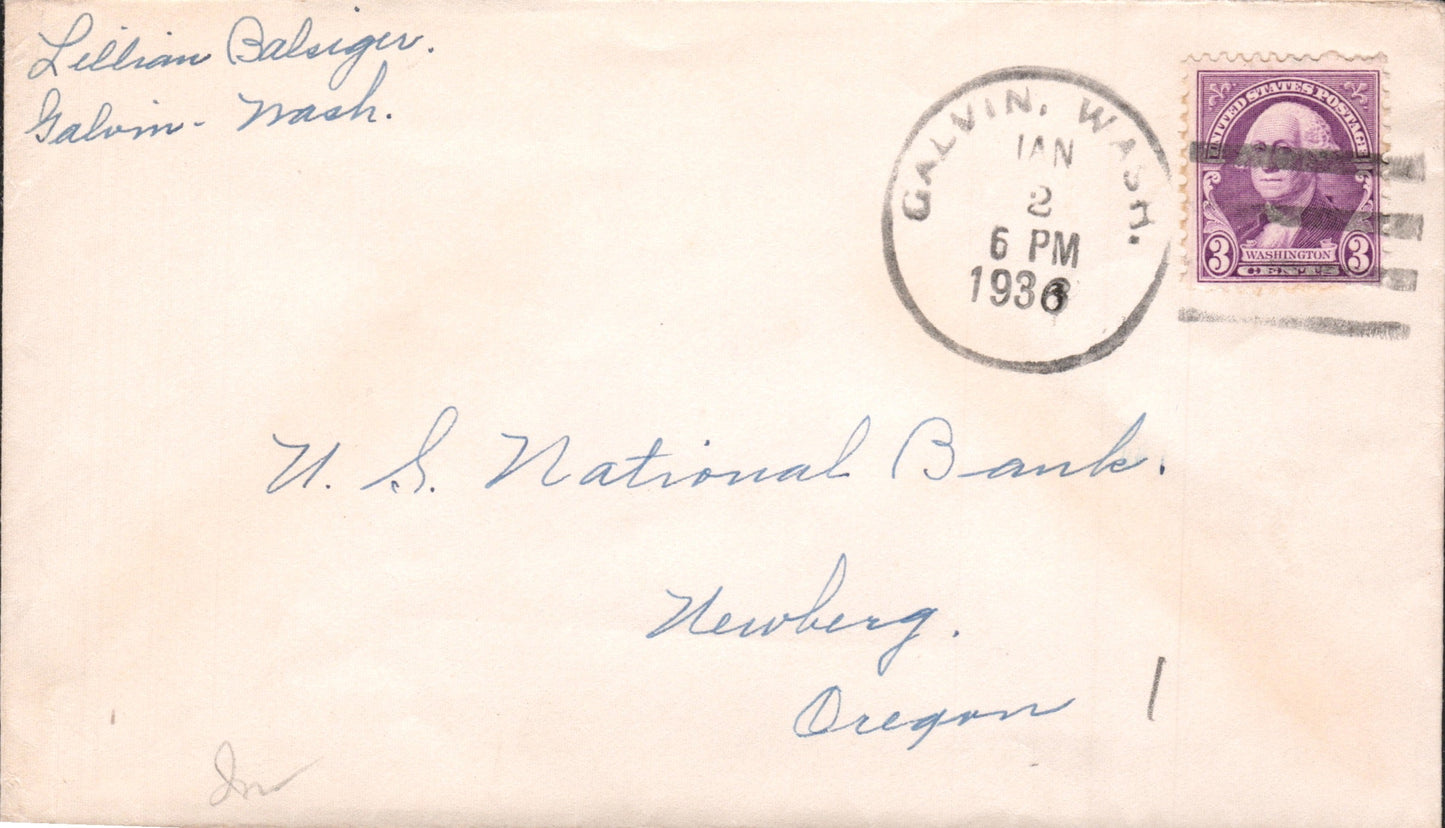 Lillian Balsiger.
Galvin - Wash.
GALVIN, WASH.
JAN
2
6 PM
1936
UNITED STATES POSTAGE
3 WASHINGTON 3
CENTS
U. S. National Bank.
Newberg.
Oregon